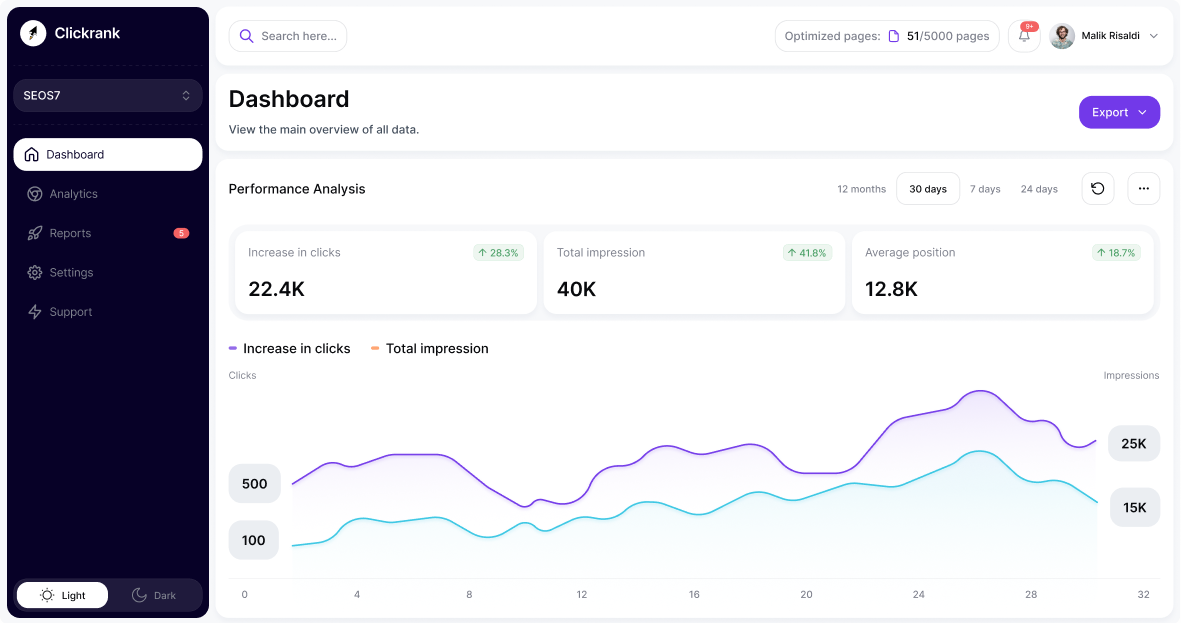 Clickrank
Search here...
Optimized pages: 51/5000 pages
9+
Malik Risaldi
SEOS7
Dashboard
Analytics
Reports 5
Settings
Support
Light Dark
Dashboard
View the main overview of all data.
Export
Performance Analysis
12 months 30 days 7 days 24 days
Increase in clicks 28.3%
22.4K
Total impression 41.8%
40K
Average position 18.7%
12.8K
Increase in clicks Total impression
Clicks Impressions
25K
500
15K
100
0 4 8 12 16 20 24 28 32